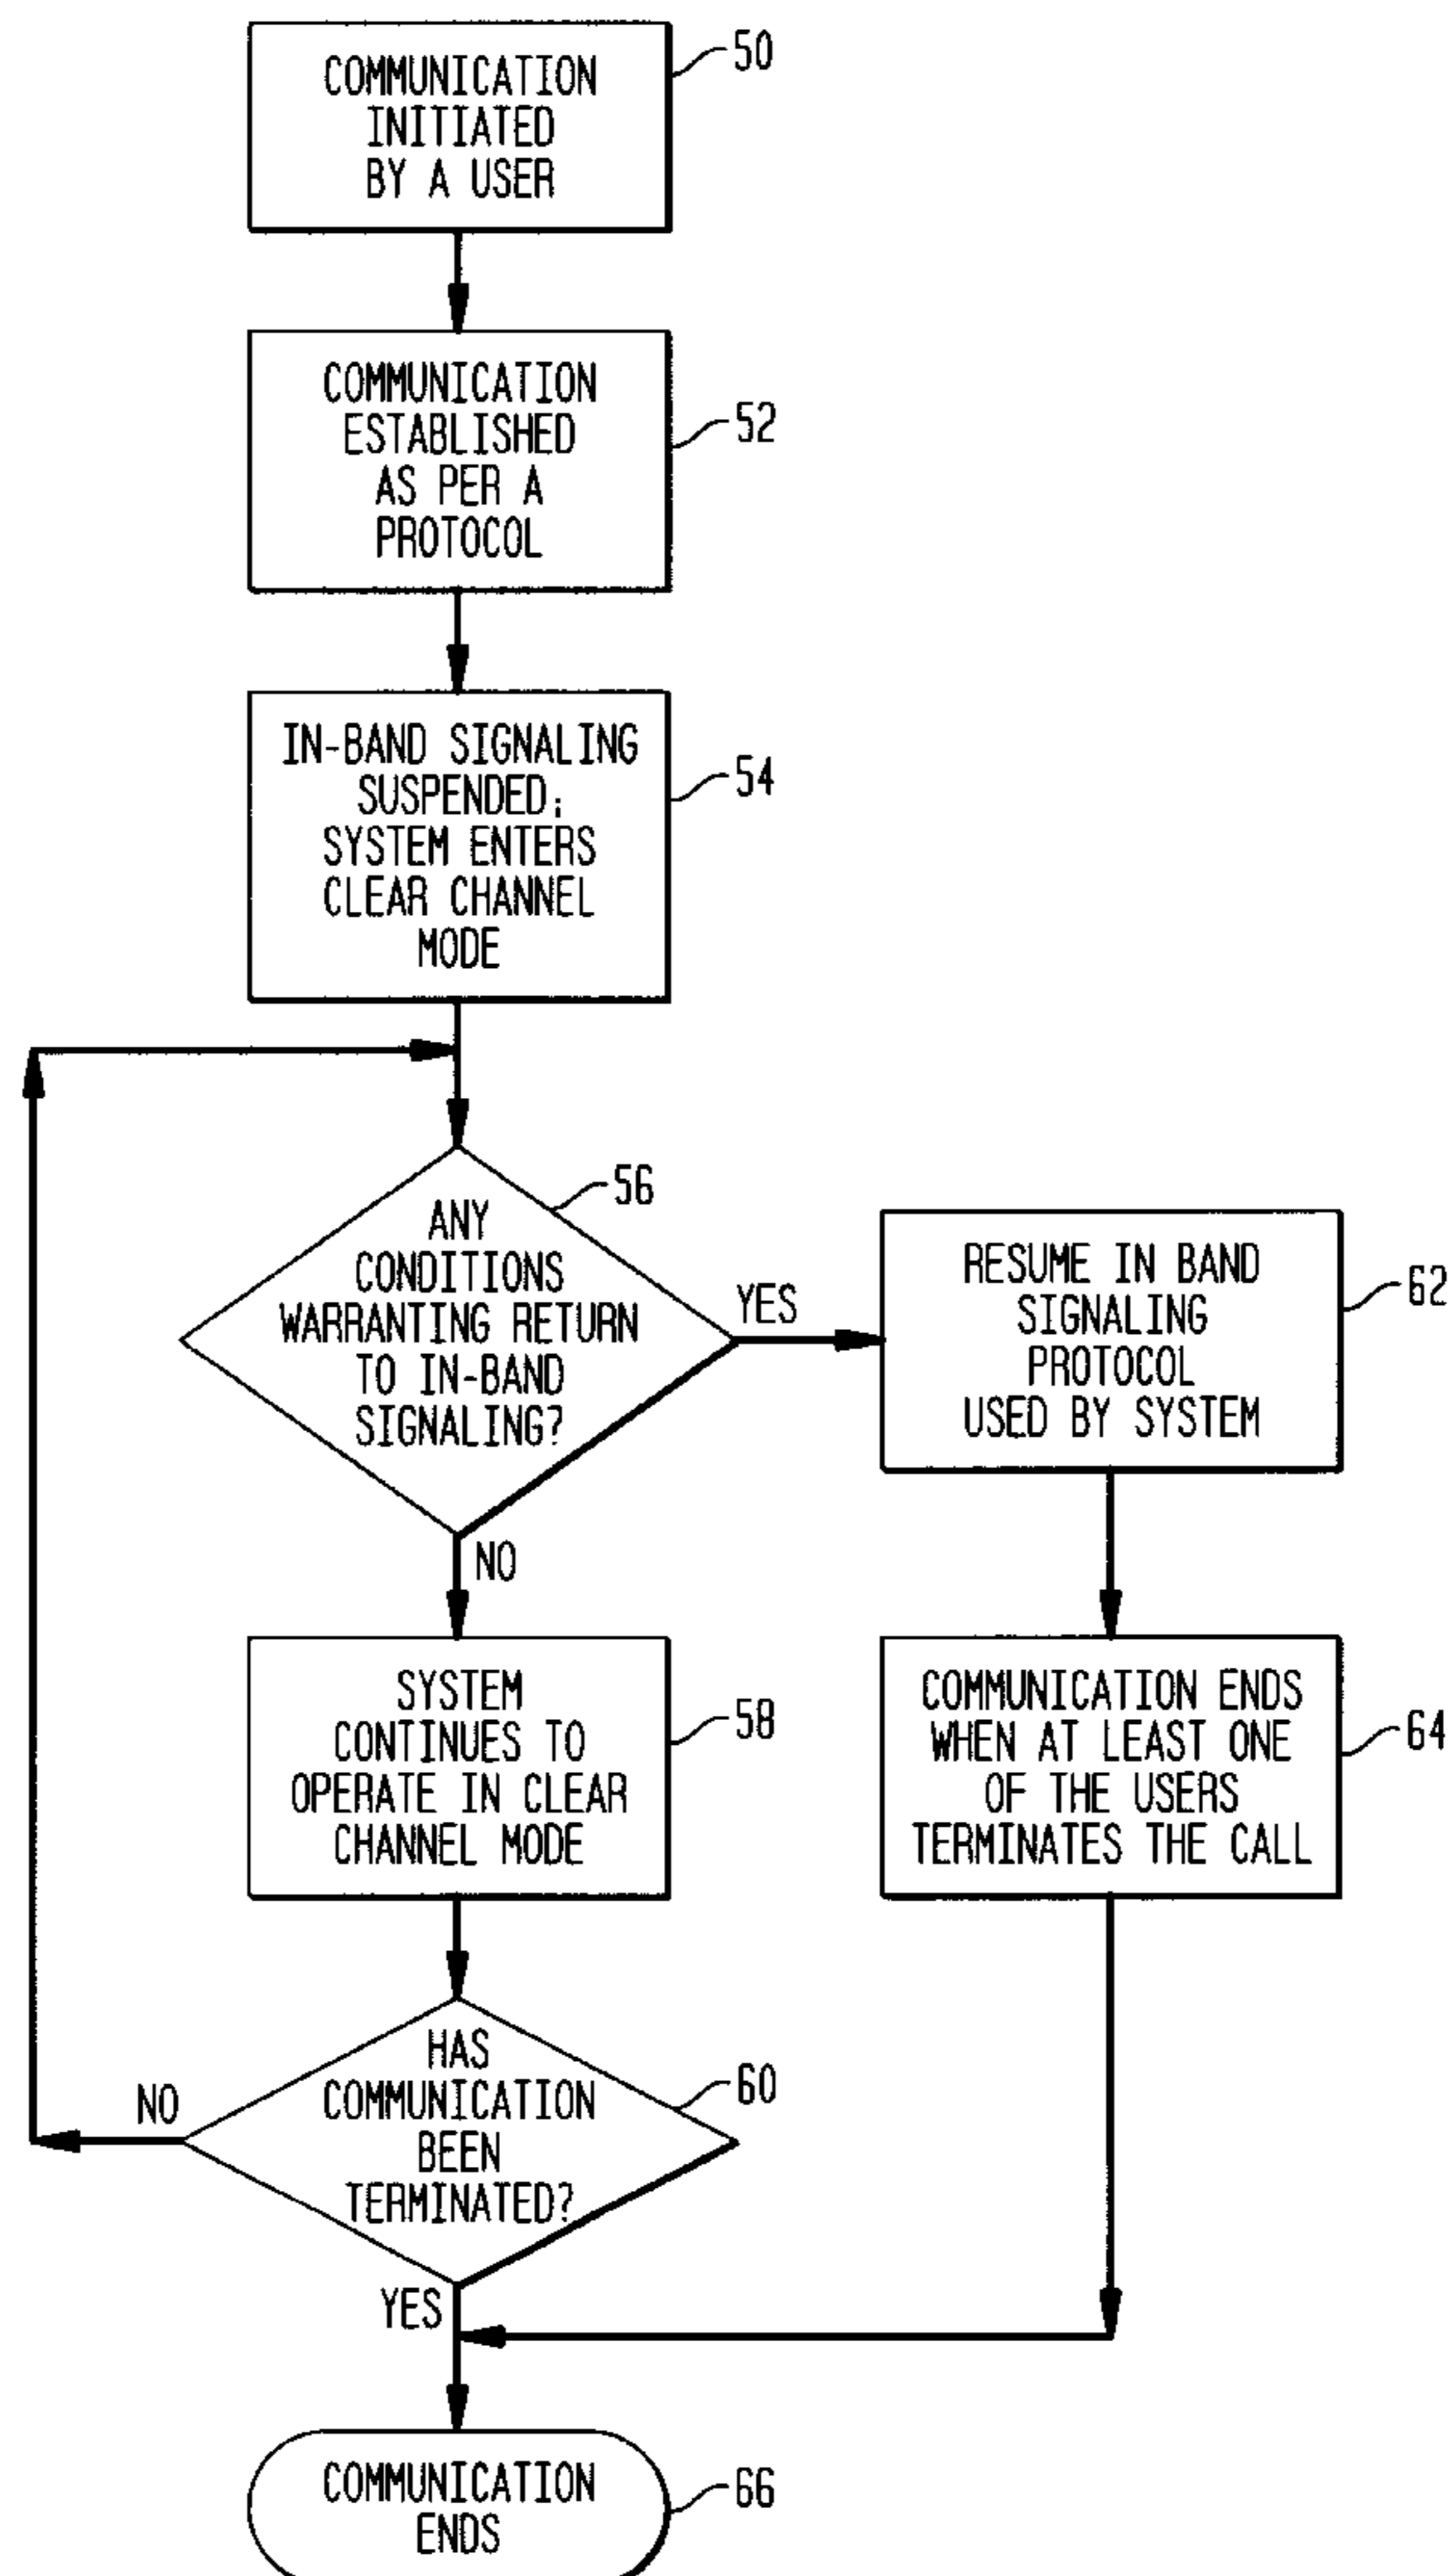 COMMUNICATION
INITIATED
BY A USER
50
COMMUNICATION
ESTABLISHED
AS PER A
PROTOCOL
52
IN-BAND SIGNALING
SUSPENDED;
SYSTEM ENTERS
CLEAR CHANNEL
MODE
54
ANY
CONDITIONS
WARRANTING RETURN
TO IN-BAND
SIGNALING?
56
YES
NO
RESUME IN BAND
SIGNALING
PROTOCOL
USED BY SYSTEM
62
SYSTEM
CONTINUES TO
OPERATE IN CLEAR
CHANNEL MODE
58
COMMUNICATION ENDS
WHEN AT LEAST ONE
OF THE USERS
TERMINATES THE CALL
64
HAS
COMMUNICATION
BEEN
TERMINATED?
60
NO
YES
COMMUNICATION
ENDS
66